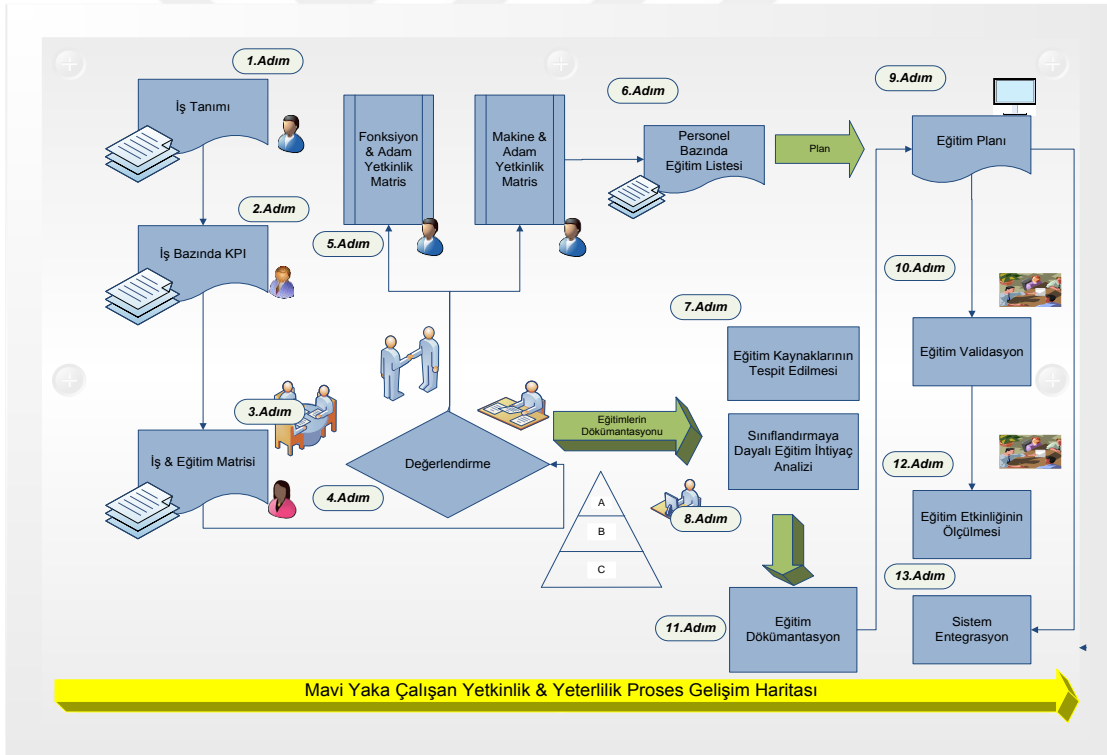 1.Adım
İş Tanımı
2.Adım
İş Bazında KPI
3.Adım
İş & Eğitim Matrisi
4.Adım
Değerlendirme
5.Adım
Fonksiyon
& Adam
Yetkinlik
Matris
Makine &
Adam
Yetkinlik
Matris
6.Adım
Personel
Bazında
Eğitim Listesi
Plan
7.Adım
Eğitim Kaynaklarının
Tespit Edilmesi
Eğitimlerin
Dökümantasyonu
Sınıflandırmaya
Dayalı Eğitim İhtiyaç
Analizi
8.Adım
A
B
C
9.Adım
Eğitim Planı
10.Adım
Eğitim Validasyon
11.Adım
Eğitim
Dökümantasyon
12.Adım
Eğitim Etkinliğinin
Ölçülmesi
13.Adım
Sistem
Entegrasyon
Mavi Yaka Çalışan Yetkinlik & Yeterlilik Proses Gelişim Haritası